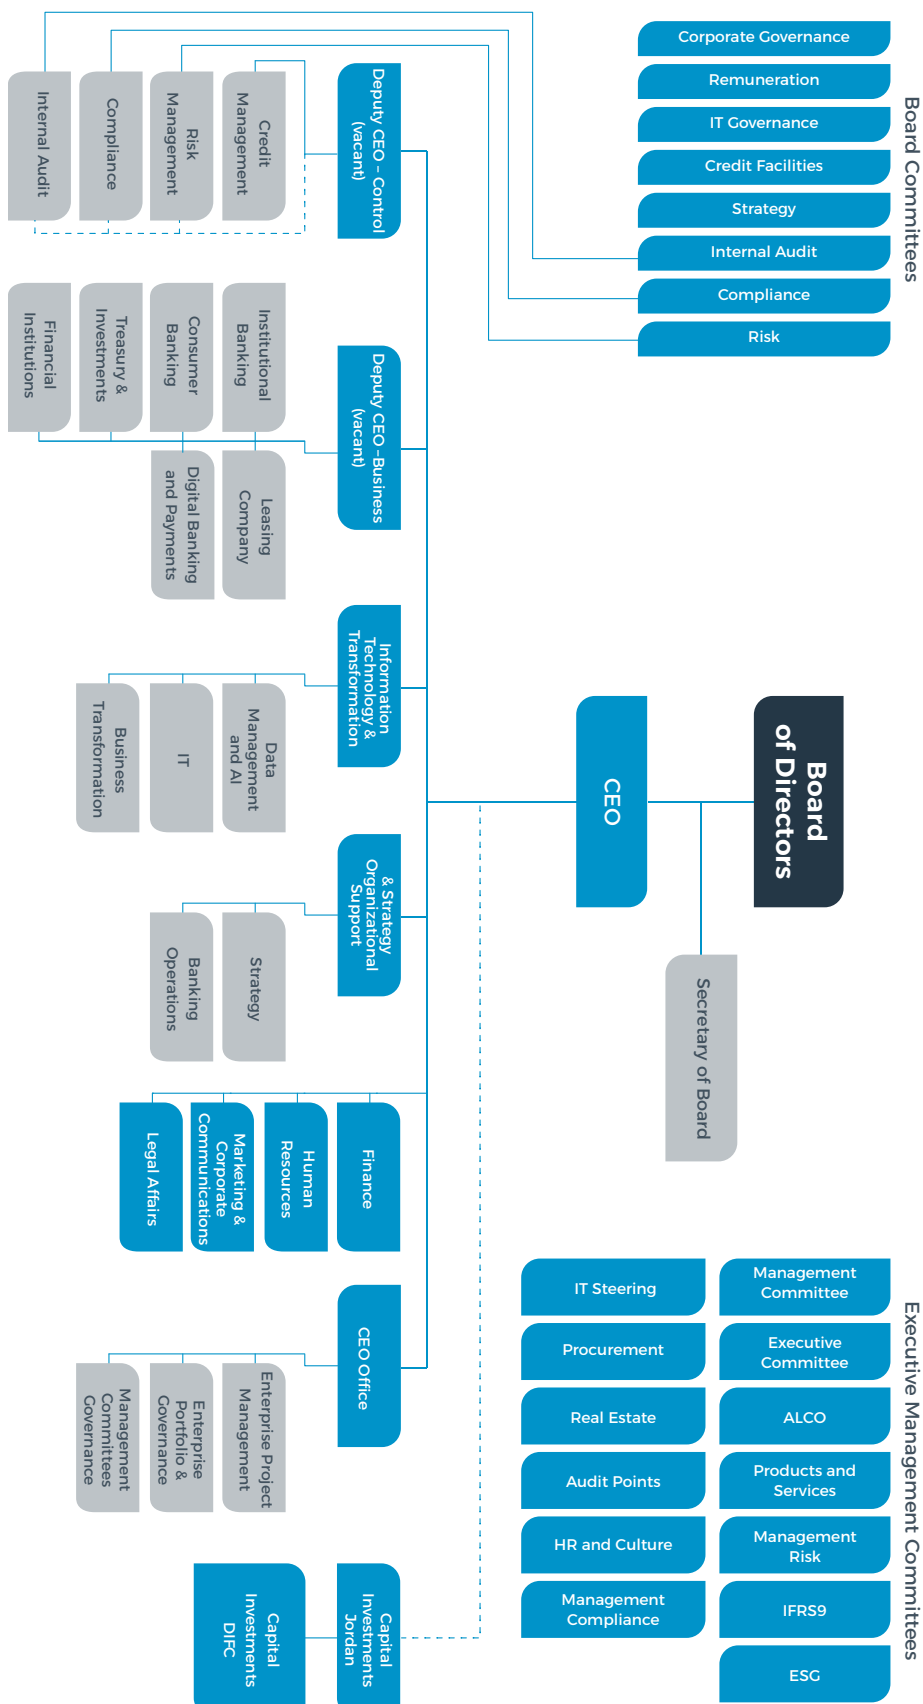 Board Committees
Corporate Governance
Remuneration
IT Governance
Credit Facilities
Strategy
Internal Audit
Compliance
Risk
Board
of Directors
Secretary of Board
CEO
Executive Management Committees
Management
Committee
Executive
Committee
ALCO
Products and
Services
Management
Risk
IFRS9
ESG
IT Steering
Procurement
Real Estate
Audit Points
HR and Culture
Management
Compliance
Deputy CEO – Control
(vacant)
Credit
Management
Risk
Management
Compliance
Internal Audit
Deputy CEO –Business
(vacant)
Institutional
Banking
Consumer
Banking
Treasury &
Investments
Financial
Institutions
Leasing
Company
Digital Banking
and Payments
Information
Technology &
Transformation
Data
Management
and AI
IT
Business
Transformation
& Strategy
Organizational
Support
Strategy
Banking
Operations
Finance
Human
Resources
Marketing &
Corporate
Communications
Legal Affairs
CEO Office
Enterprise Project
Management
Enterprise
Portfolio &
Governance
Management
Committees
Governance
Capital
Investments
Jordan
Capital
Investments
DIFC